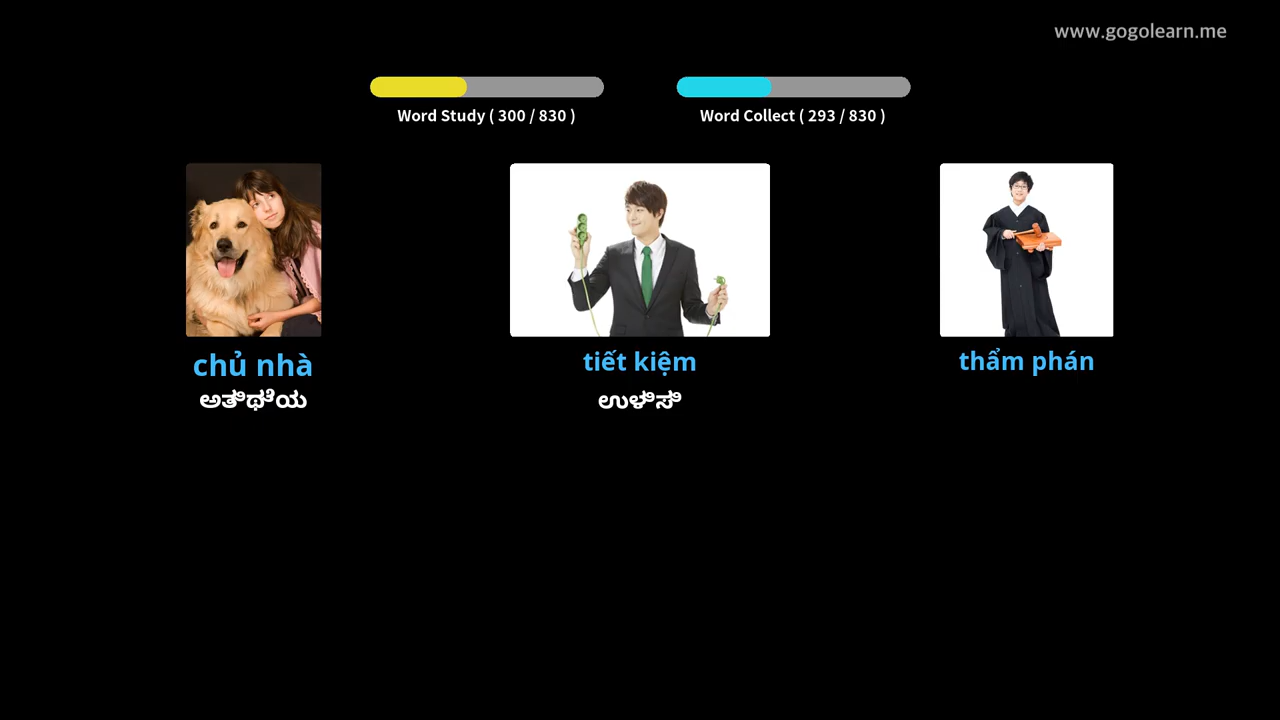 www.gogolearn.me
Word Study ( 300 / 830 )
Word Collect ( 293 / 830 )
chủ nhà
ಅತಿಥೆಯ
tiết kiệm
ಉಳಿಸಿ
thẩm phán